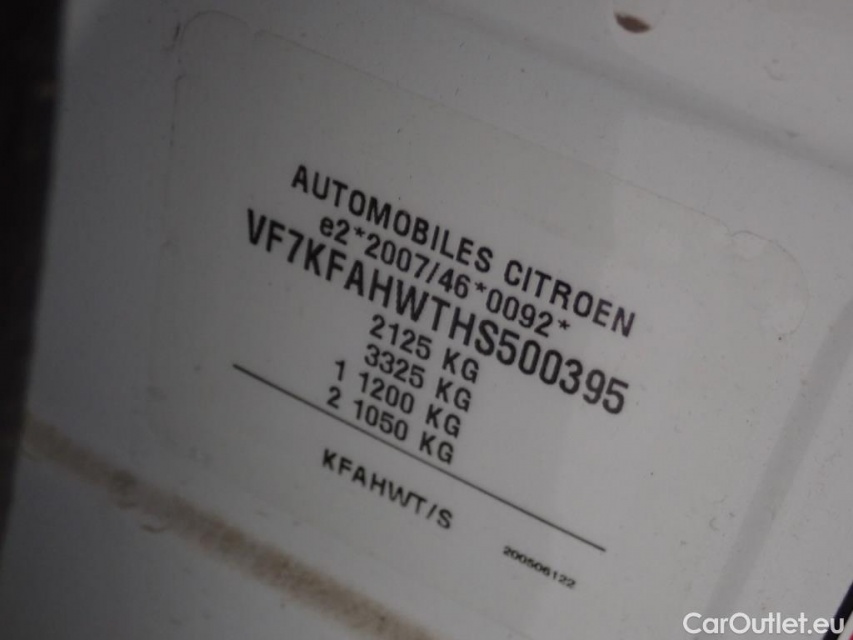 AUTOMOBILES CITROEN
e2*2007/46*0092*
VF7KFAHWTHS500395
2125 KG
3325 KG
1 1200 KG
2 1050 KG
KFAHWT/S
200506122
CarOutlet.eu